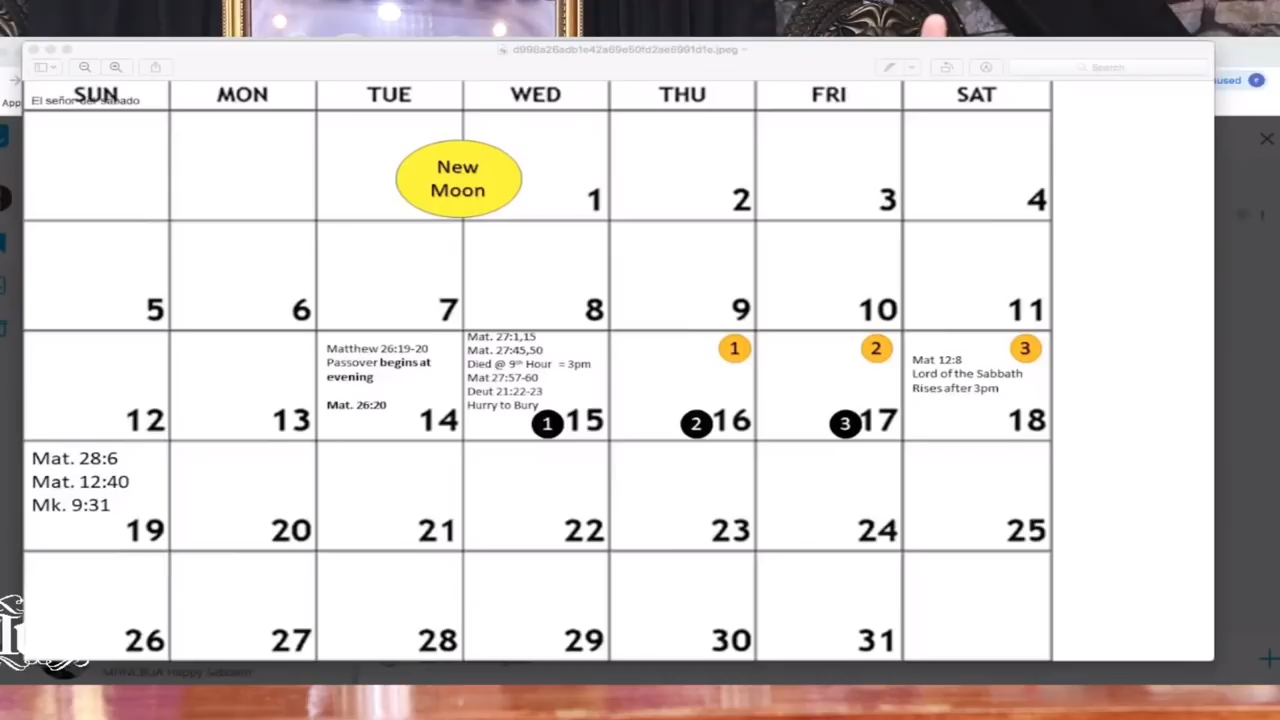 d998a26adb1e42a69e50fd2ae6991d1e.jpeg
Search
used
App
El señor del sábado
SUN MON TUE WED THU FRI SAT
New
Moon
1 2 3 4
5 6 7 8 9 10 11
12
13
Matthew 26:19-20
Passover begins at
evening
Mat. 26:20
14
Mat. 27:1,15
Mat. 27:45,50
Died @ 9th Hour = 3pm
Mat 27:57-60
Deut 21:22-23
Hurry to Bury
1 15
1
2 16
2
3 17
3
Mat 12:8
Lord of the Sabbath
Rises after 3pm
18
Mat. 28:6
Mat. 12:40
Mk. 9:31
19 20 21 22 23 24 25
26 27 28 29 30 31